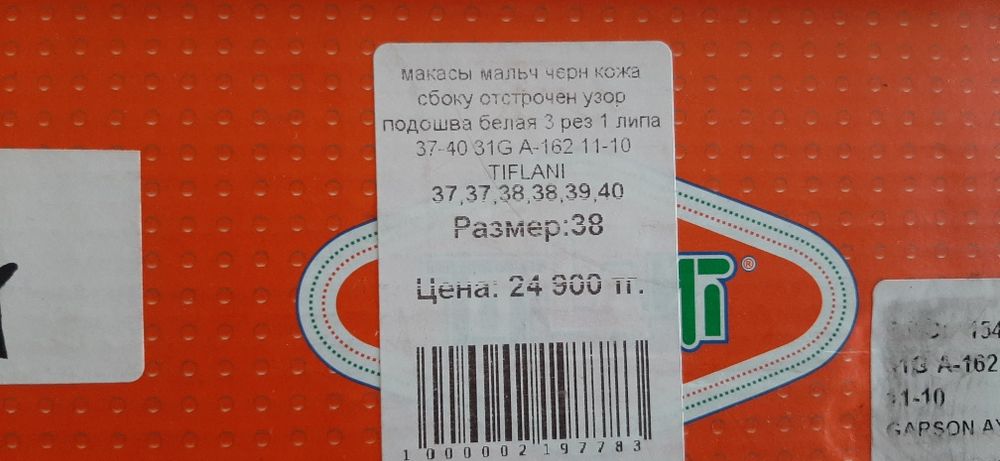 макасы мальч черн кожа
сбоку отстрочен узор
подошва белая 3 рез 1 липа
37-40 31G A-162 11-10
TIFLANI
37,37,38,38,39,40
Размер:38
Цена: 24 900 тг.
1000002197783
®
A-162
11-10
GARSON